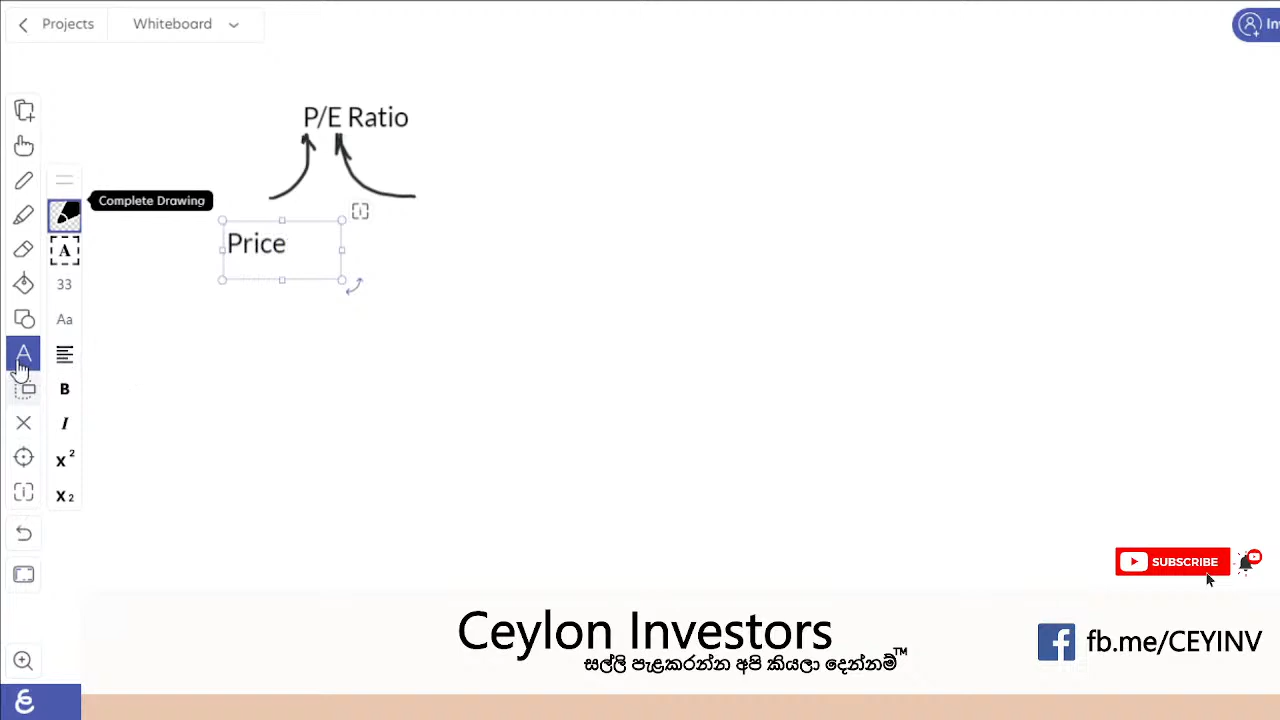 Projects
Whiteboard
Inv
P/E Ratio
Complete Drawing
Price
A
33
Aa
A
B
I
x²
x₂
SUBSCRIBE
Ceylon Investors
සල්ලි පැළකරන්න අපි කියලා දෙන්නම්™
fb.me/CEYINV